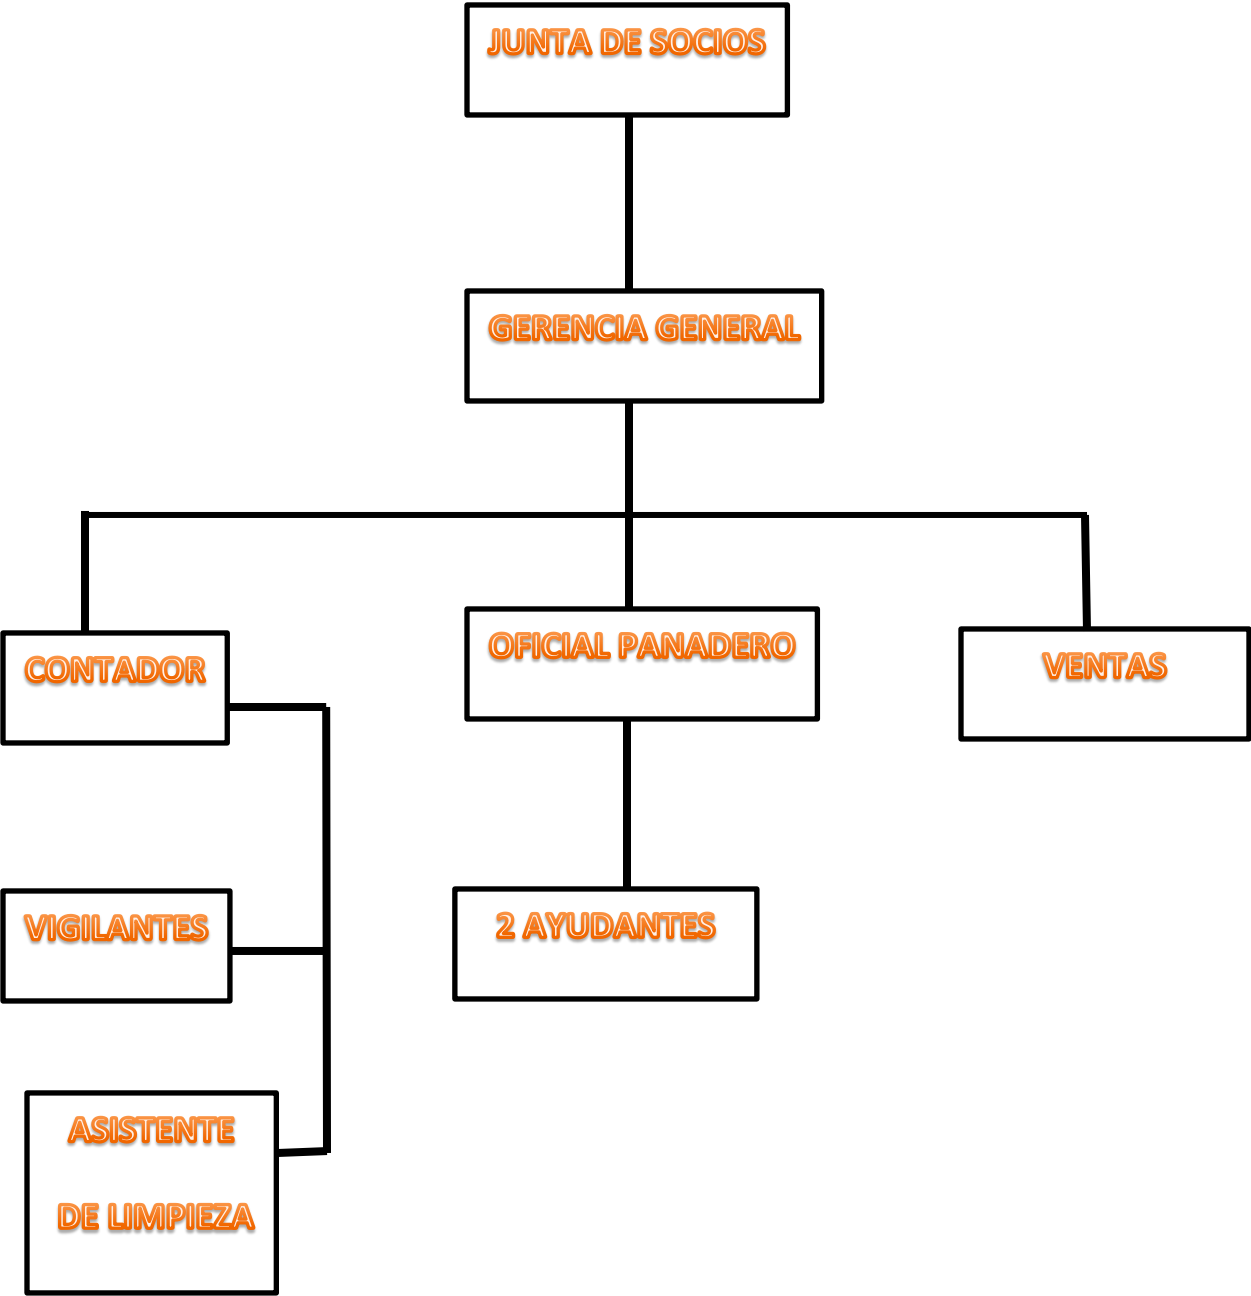 JUNTA DE SOCIOS
GERENCIA GENERAL
CONTADOR
OFICIAL PANADERO
VENTAS
VIGILANTES
2 AYUDANTES
ASISTENTE
DE LIMPIEZA